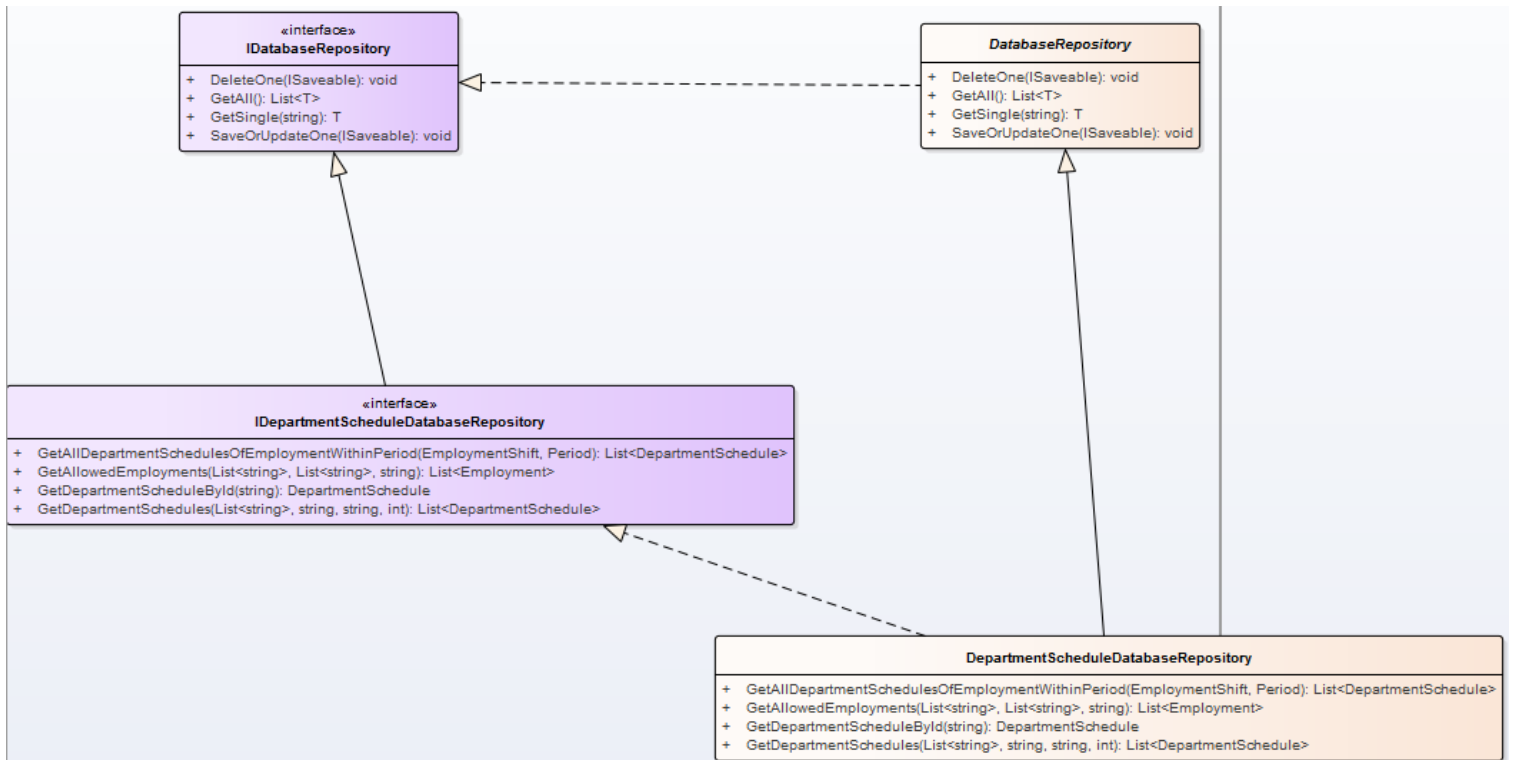 «interface»
IDatabaseRepository
+ DeleteOne(ISaveable): void
+ GetAll(): List<T>
+ GetSingle(string): T
+ SaveOrUpdateOne(ISaveable): void
DatabaseRepository
+ DeleteOne(ISaveable): void
+ GetAll(): List<T>
+ GetSingle(string): T
+ SaveOrUpdateOne(ISaveable): void
«interface»
IDepartmentScheduleDatabaseRepository
+ GetAllDepartmentSchedulesOfEmploymentWithinPeriod(EmploymentShift, Period): List<DepartmentSchedule>
+ GetAllowedEmployments(List<string>, List<string>, string): List<Employment>
+ GetDepartmentScheduleById(string): DepartmentSchedule
+ GetDepartmentSchedules(List<string>, string, string, int): List<DepartmentSchedule>
DepartmentScheduleDatabaseRepository
+ GetAllDepartmentSchedulesOfEmploymentWithinPeriod(EmploymentShift, Period): List<DepartmentSchedule>
+ GetAllowedEmployments(List<string>, List<string>, string): List<Employment>
+ GetDepartmentScheduleById(string): DepartmentSchedule
+ GetDepartmentSchedules(List<string>, string, string, int): List<DepartmentSchedule>